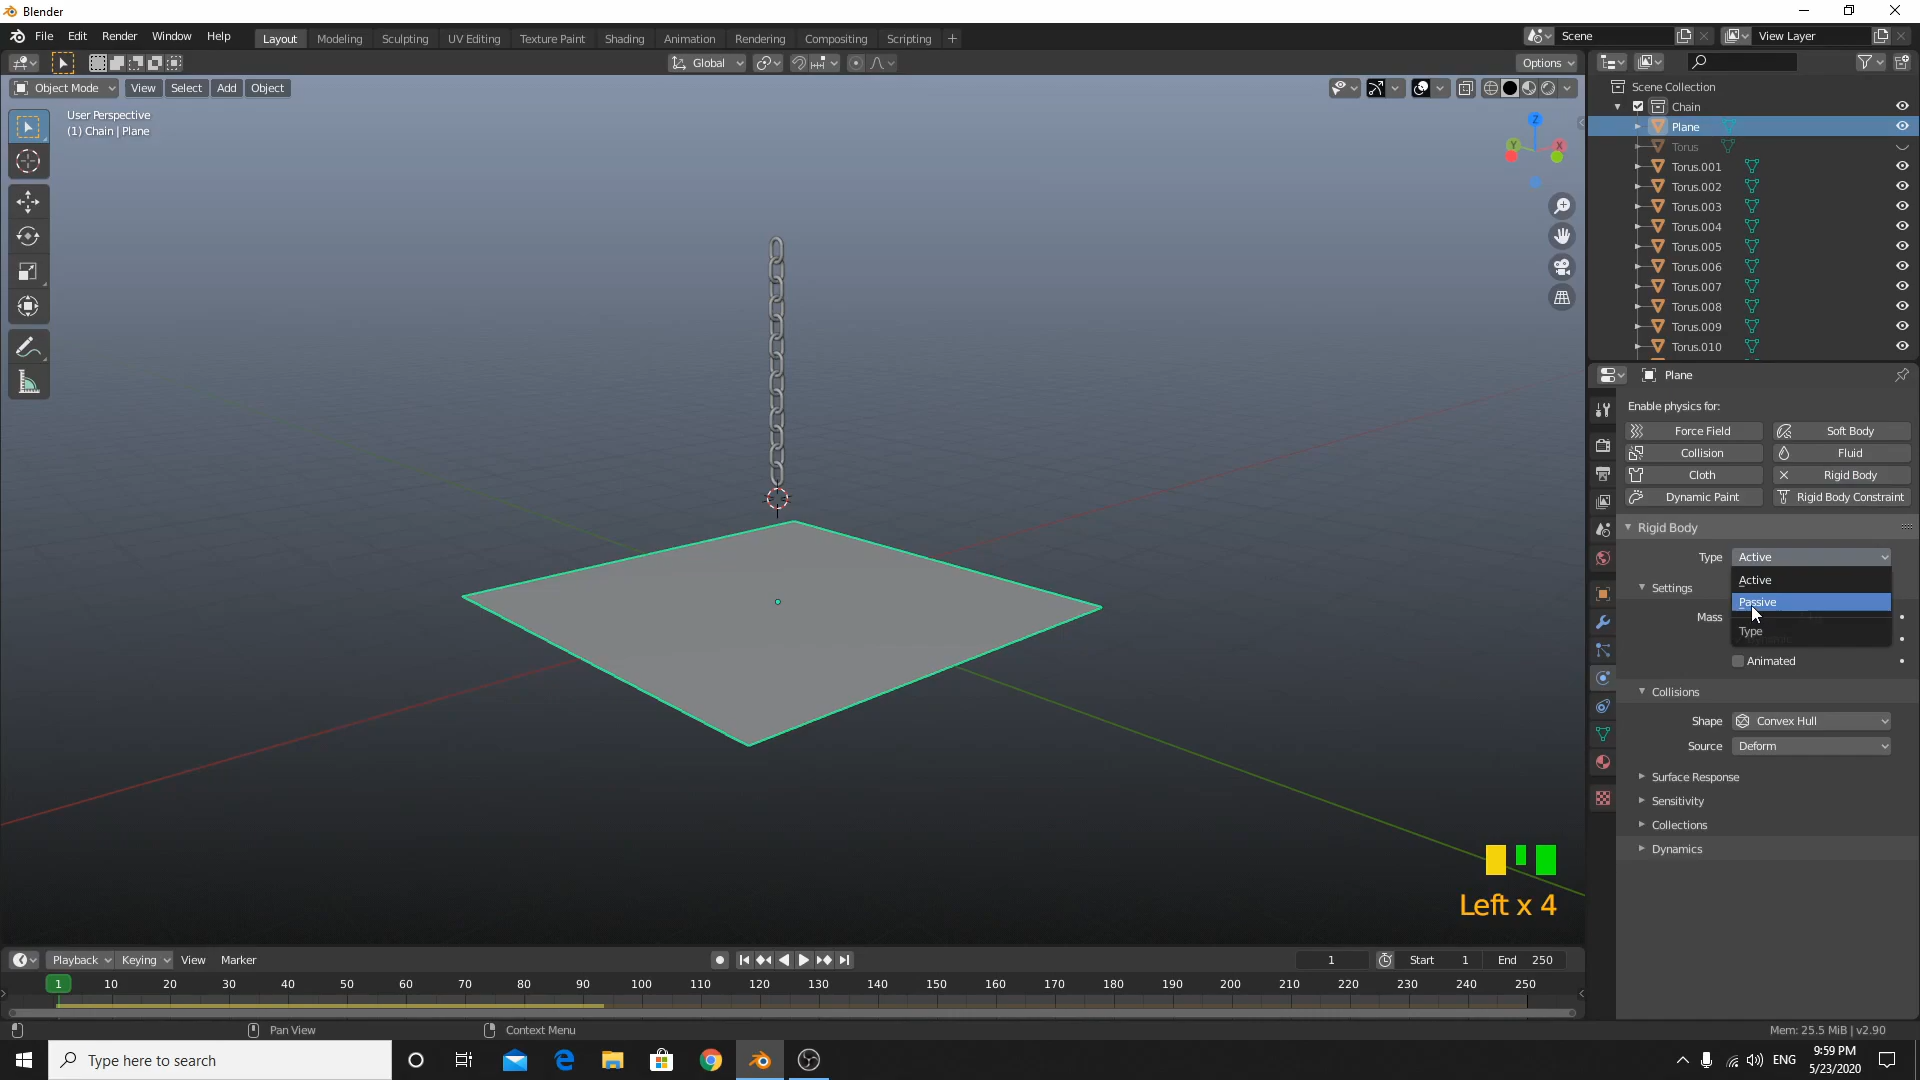 Blender
File Edit Render Window Help
Layout Modeling Sculpting UV Editing Texture Paint Shading Animation Rendering Compositing Scripting +
Scene
View Layer
Global
Options
Object Mode View Select Add Object
User Perspective
(1) Chain | Plane
Z
Y
X
Scene Collection
Chain
Plane
Torus
Torus.001
Torus.002
Torus.003
Torus.004
Torus.005
Torus.006
Torus.007
Torus.008
Torus.009
Torus.010
Plane
Enable physics for:
Force Field Soft Body
Collision Fluid
Cloth Rigid Body
Dynamic Paint Rigid Body Constraint
Rigid Body
Type Active
Active
Settings
Passive
Mass
Type
Animated
Collisions
Shape Convex Hull
Source Deform
Surface Response
Sensitivity
Collections
Dynamics
Left x 4
Playback Keying View Marker
1 Start 1 End 250
1 10 20 30 40 50 60 70 80 90 100 110 120 130 140 150 160 170 180 190 200 210 220 230 240 250
Pan View Context Menu
Mem: 25.5 MiB | v2.90
Type here to search
ENG
9:59 PM
5/23/2020